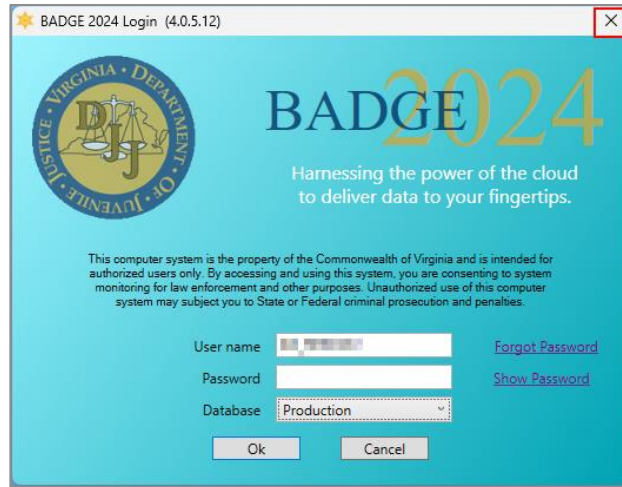 BADGE 2024 Login (4.0.5.12)
VIRGINIA • DEPARTMENT OF JUVENILE JUSTICE
DJJ
BADGE 2024
Harnessing the power of the cloud
to deliver data to your fingertips.
This computer system is the property of the Commonwealth of Virginia and is intended for
authorized users only. By accessing and using this system, you are consenting to system
monitoring for law enforcement and other purposes. Unauthorized use of this computer
system may subject you to State or Federal criminal prosecution and penalties.
User name
Forgot Password
Password
Show Password
Database Production
Ok Cancel